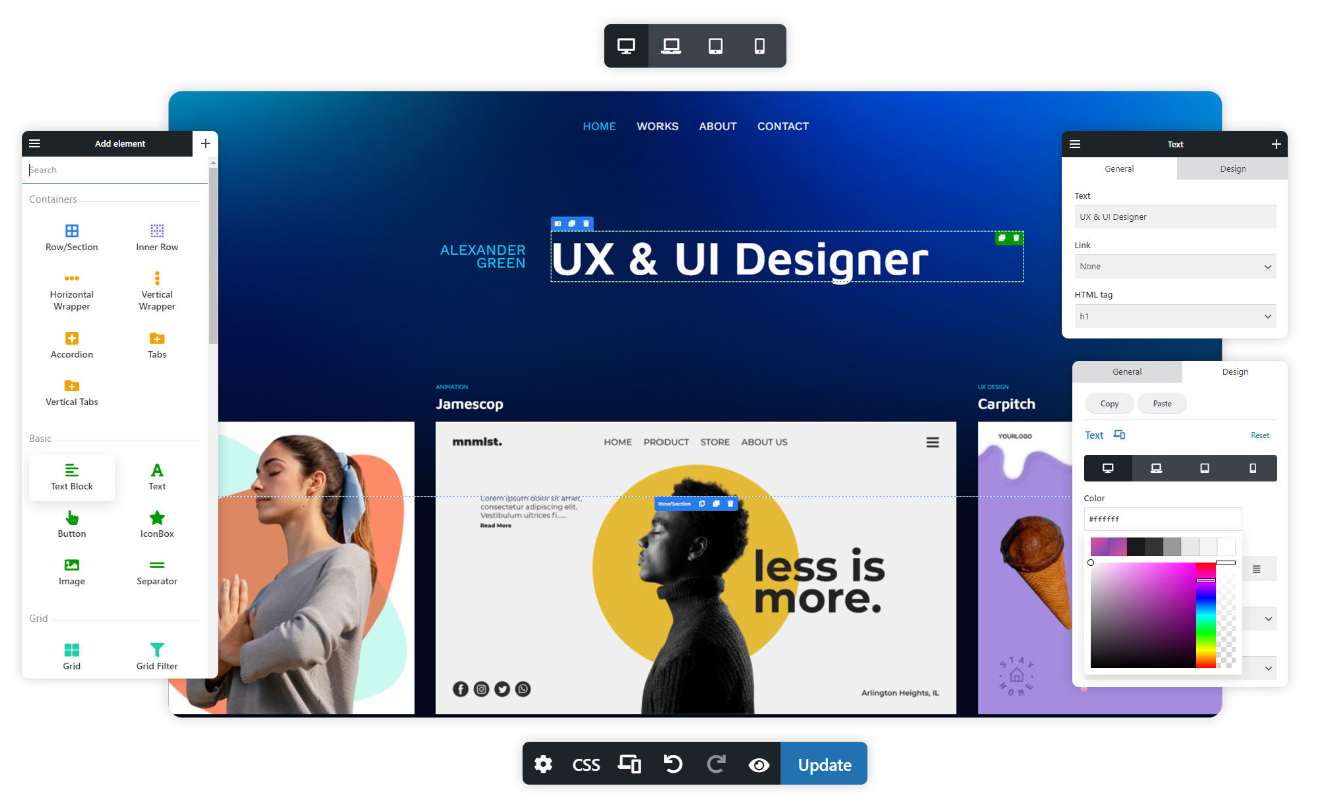 HOME WORKS ABOUT CONTACT
Add element
Search
Containers
Row/Section
Inner Row
Horizontal
Wrapper
Vertical
Wrapper
Accordion
Tabs
Vertical Tabs
Basic
Text Block
Text
Button
IconBox
Image
Separator
Grid
Grid
Grid Filter
ALEXANDER
GREEN
UX & UI Designer
ANIMATION
Jamescop
UX DESIGN
Carpitch
mnmlst.
HOME PRODUCT STORE ABOUT US
Lorem ipsum dolor sit amet,
consectetur adipiscing elit.
Vestibulum ultrices fi.....
Read More
Row/Section
less is
more.
Arlington Heights, IL
YOURLOGO
STAY
HOME
Text
General Design
Text
UX & UI Designer
Link
None
HTML tag
h1
General Design
Copy Paste
Text
Reset
Color
#ffffff
CSS
Update